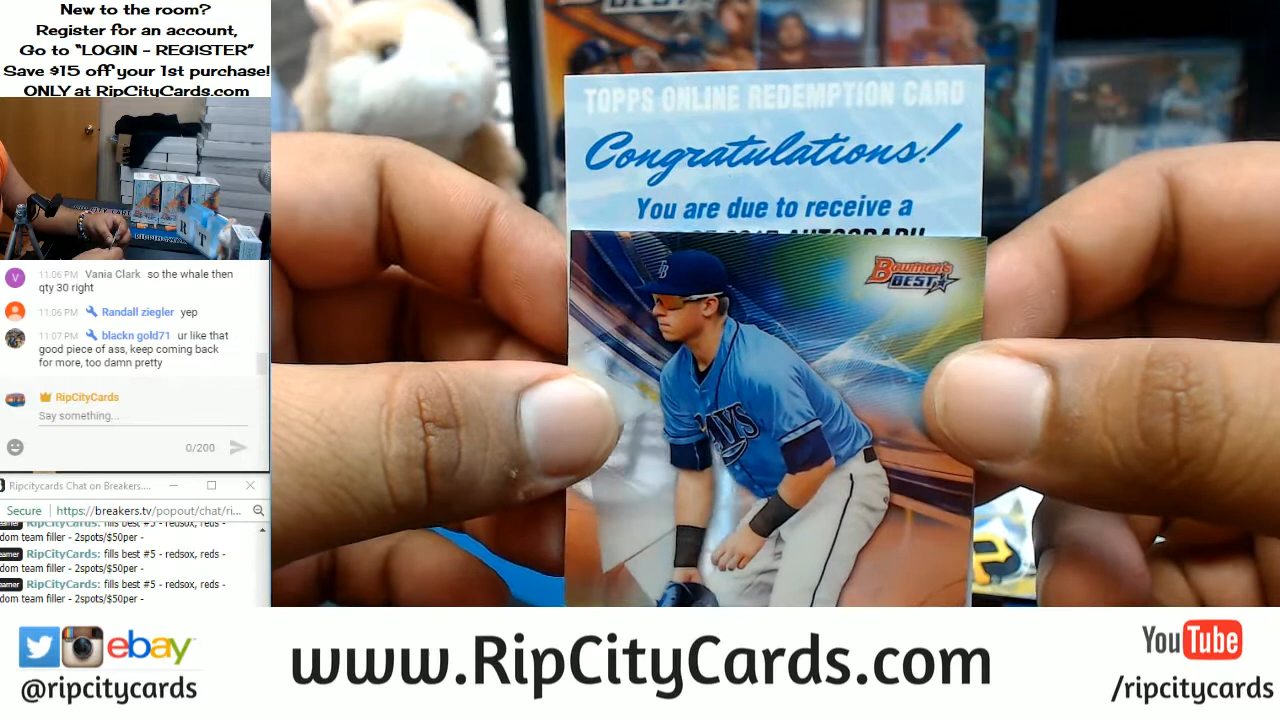 New to the room?
Register for an account,
Go to “LOGIN - REGISTER”
Save $15 off your 1st purchase!
ONLY at RipCityCards.com
TOPPS ONLINE REDEMPTION CARD
Congratulations!
You are due to receive a
AUTOGRAPH
Bowman's
BEST
TB
RAYS
P
R T
V
11:06 PM Vania Clark so the whale then
qty 30 right
11:06 PM Randall ziegler yep
11:07 PM blackn gold71 ur like that
good piece of ass, keep coming back
for more, too damn pretty
RipCityCards
Say something...
0/200
Ripcitycards Chat on Breakers....
Secure https://breakers.tv/popout/chat/ri...
eamer RipCityCards: fills best #5 - redsox, reds -
dom team filler - 2spots/$50per -
eamer RipCityCards: fills best #5 - redsox, reds -
dom team filler - 2spots/$50per -
eamer RipCityCards: fills best #5 - redsox, reds -
dom team filler - 2spots/$50per -
ebay
@ripcitycards
www.RipCityCards.com
YouTube
/ripcitycards